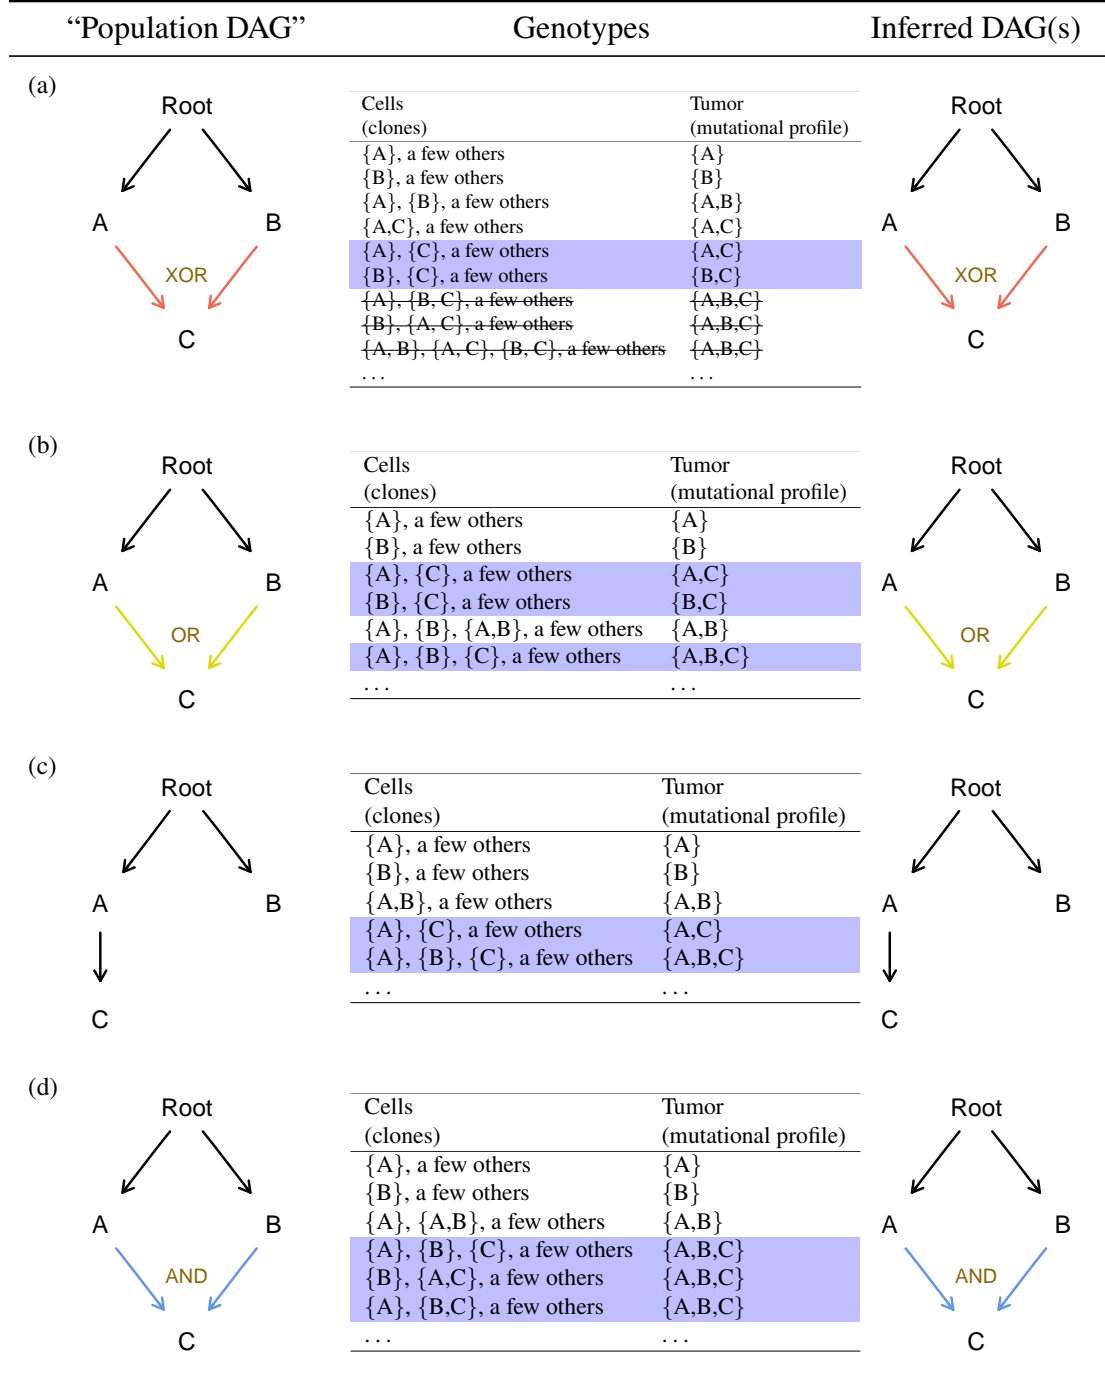 “Population DAG” Genotypes Inferred DAG(s)
(a)
Root
A B
XOR
C
Cells Tumor
(clones) (mutational profile)
{A}, a few others {A}
{B}, a few others {B}
{A}, {B}, a few others {A,B}
{A,C}, a few others {A,C}
{A}, {C}, a few others {A,C}
{B}, {C}, a few others {B,C}
{A}, {B, C}, a few others {A,B,C}
{B}, {A, C}, a few others {A,B,C}
{A, B}, {A, C}, {B, C}, a few others {A,B,C}
. . . . . .
Root
A B
XOR
C
(b)
Root
A B
OR
C
Cells Tumor
(clones) (mutational profile)
{A}, a few others {A}
{B}, a few others {B}
{A}, {C}, a few others {A,C}
{B}, {C}, a few others {B,C}
{A}, {B}, {A,B}, a few others {A,B}
{A}, {B}, {C}, a few others {A,B,C}
. . . . . .
Root
A B
OR
C
(c)
Root
A B
C
Cells Tumor
(clones) (mutational profile)
{A}, a few others {A}
{B}, a few others {B}
{A,B}, a few others {A,B}
{A}, {C}, a few others {A,C}
{A}, {B}, {C}, a few others {A,B,C}
. . . . . .
Root
A B
C
(d)
Root
A B
AND
C
Cells Tumor
(clones) (mutational profile)
{A}, a few others {A}
{B}, a few others {B}
{A}, {A,B}, a few others {A,B}
{A}, {B}, {C}, a few others {A,B,C}
{B}, {A,C}, a few others {A,B,C}
{A}, {B,C}, a few others {A,B,C}
. . . . . .
Root
A B
AND
C